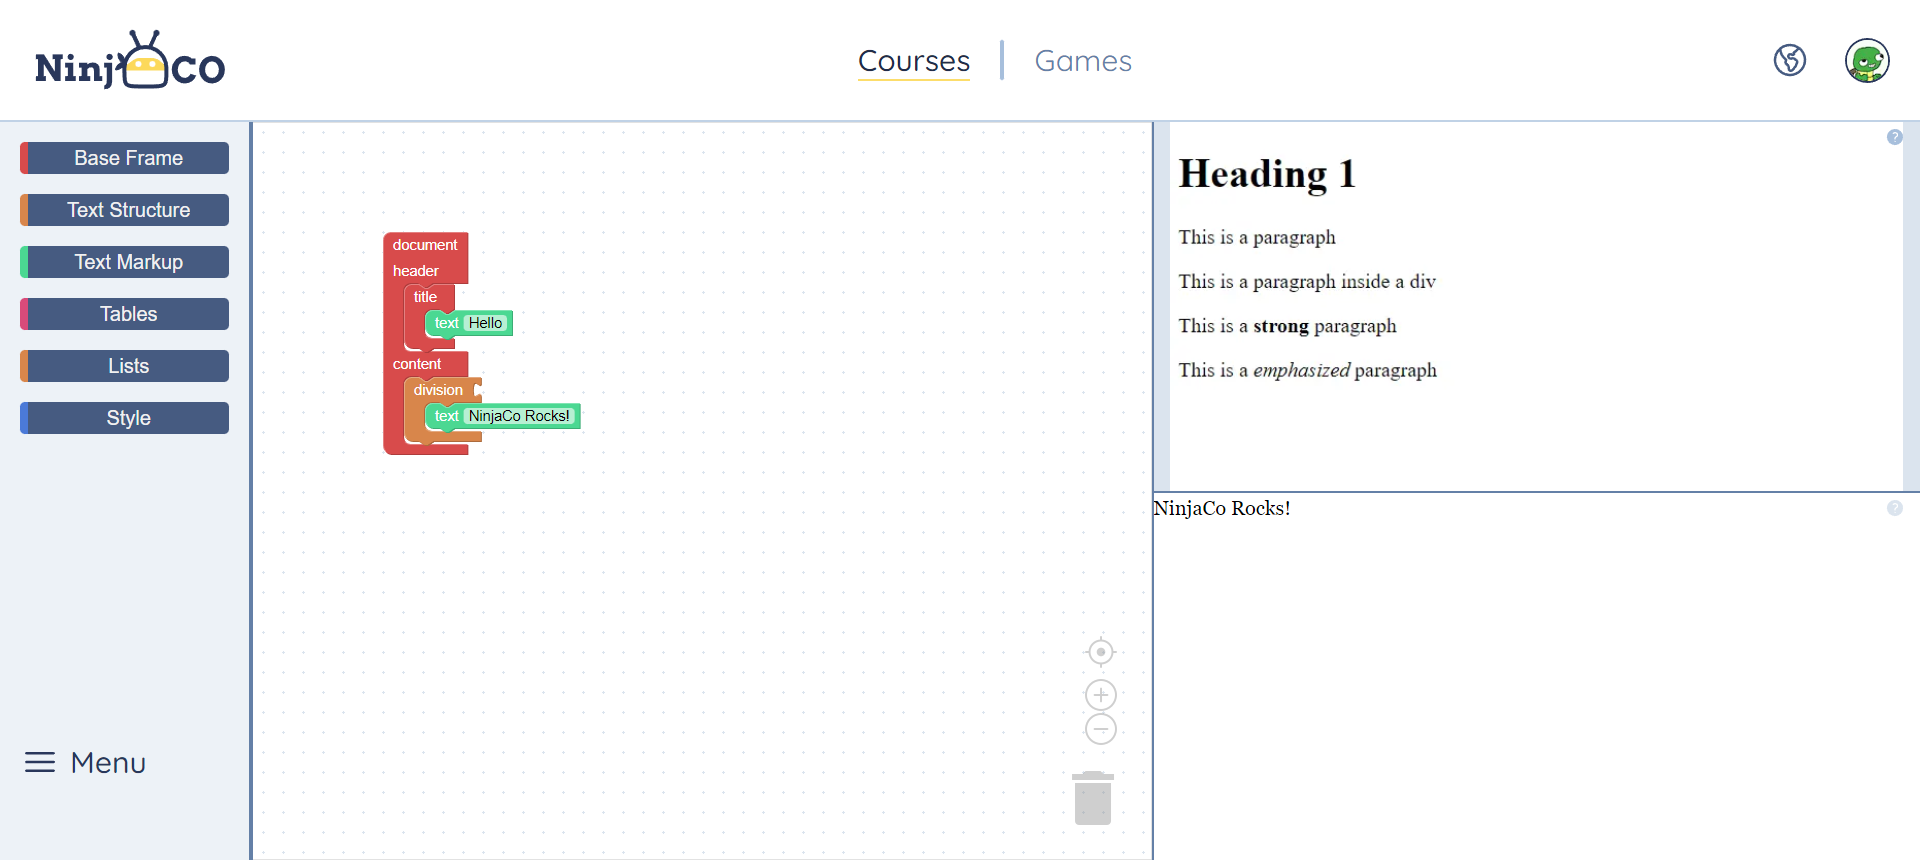 NinjaCO
Courses
Games
Base Frame
Text Structure
Text Markup
Tables
Lists
Style
Menu
document
header
title
text Hello
content
division
text NinjaCo Rocks!
?
Heading 1
This is a paragraph
This is a paragraph inside a div
This is a strong paragraph
This is a emphasized paragraph
NinjaCo Rocks!
?